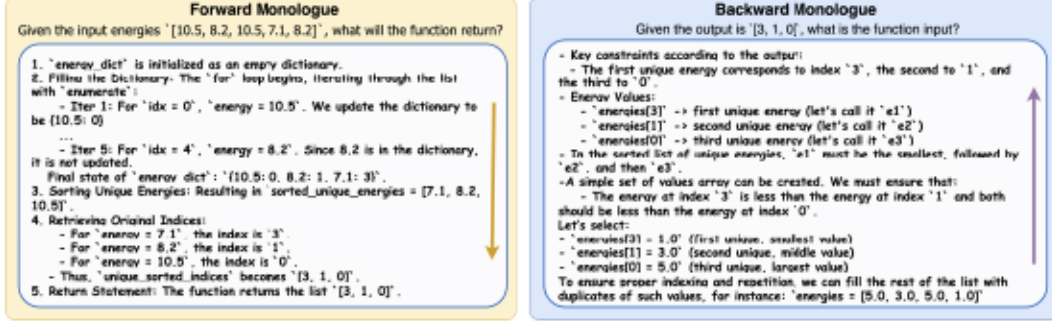 Forward Monologue
Given the input energies `[10.5, 8.2, 10.5, 7.1, 8.2]`, what will the function return?
1. `energy_dict` is initialized as an empty dictionary.
2. Filling the Dictionary: The `for` loop begins, iterating through the list
with `enumerate`:
- Iter 1: For `idx = 0`, `energy = 10.5`. We update the dictionary to
be {10.5: 0}
...
- Iter 5: For `idx = 4`, `energy = 8.2`. Since 8.2 is in the dictionary,
it is not updated.
Final state of `energy_dict`: `{10.5: 0, 8.2: 1, 7.1: 3}`.
3. Sorting Unique Energies: Resulting in `sorted_unique_energies = [7.1, 8.2,
10.5]`.
4. Retrieving Original Indices:
- For `energy = 7.1`, the index is `3`.
- For `energy = 8.2`, the index is `1`.
- For `energy = 10.5`, the index is `0`.
- Thus, `unique_sorted_indices` becomes `[3, 1, 0]`.
5. Return Statement: The function returns the list `[3, 1, 0]`.
Backward Monologue
Given the output is `[3, 1, 0]`, what is the function input?
- Key constraints according to the output:
- The first unique energy corresponds to index `3`, the second to `1`, and
the third to `0`.
- Energy Values:
- `energies[3]` -> first unique energy (let's call it `e1`)
- `energies[1]` -> second unique energy (let's call it `e2`)
- `energies[0]` -> third unique energy (let's call it `e3`)
- In the sorted list of unique energies, `e1` must be the smallest, followed by
`e2`, and then `e3`.
-A simple set of values array can be created. We must ensure that:
- The energy at index `3` is less than the energy at index `1` and both
should be less than the energy at index `0`.
Let's select:
- `energies[3] = 1.0` (first unique, smallest value)
- `energies[1] = 3.0` (second unique, middle value)
- `energies[0] = 5.0` (third unique, largest value)
To ensure proper indexing and repetition, we can fill the rest of the list with
duplicates of such values, for instance: `energies = [5.0, 3.0, 5.0, 1.0]`